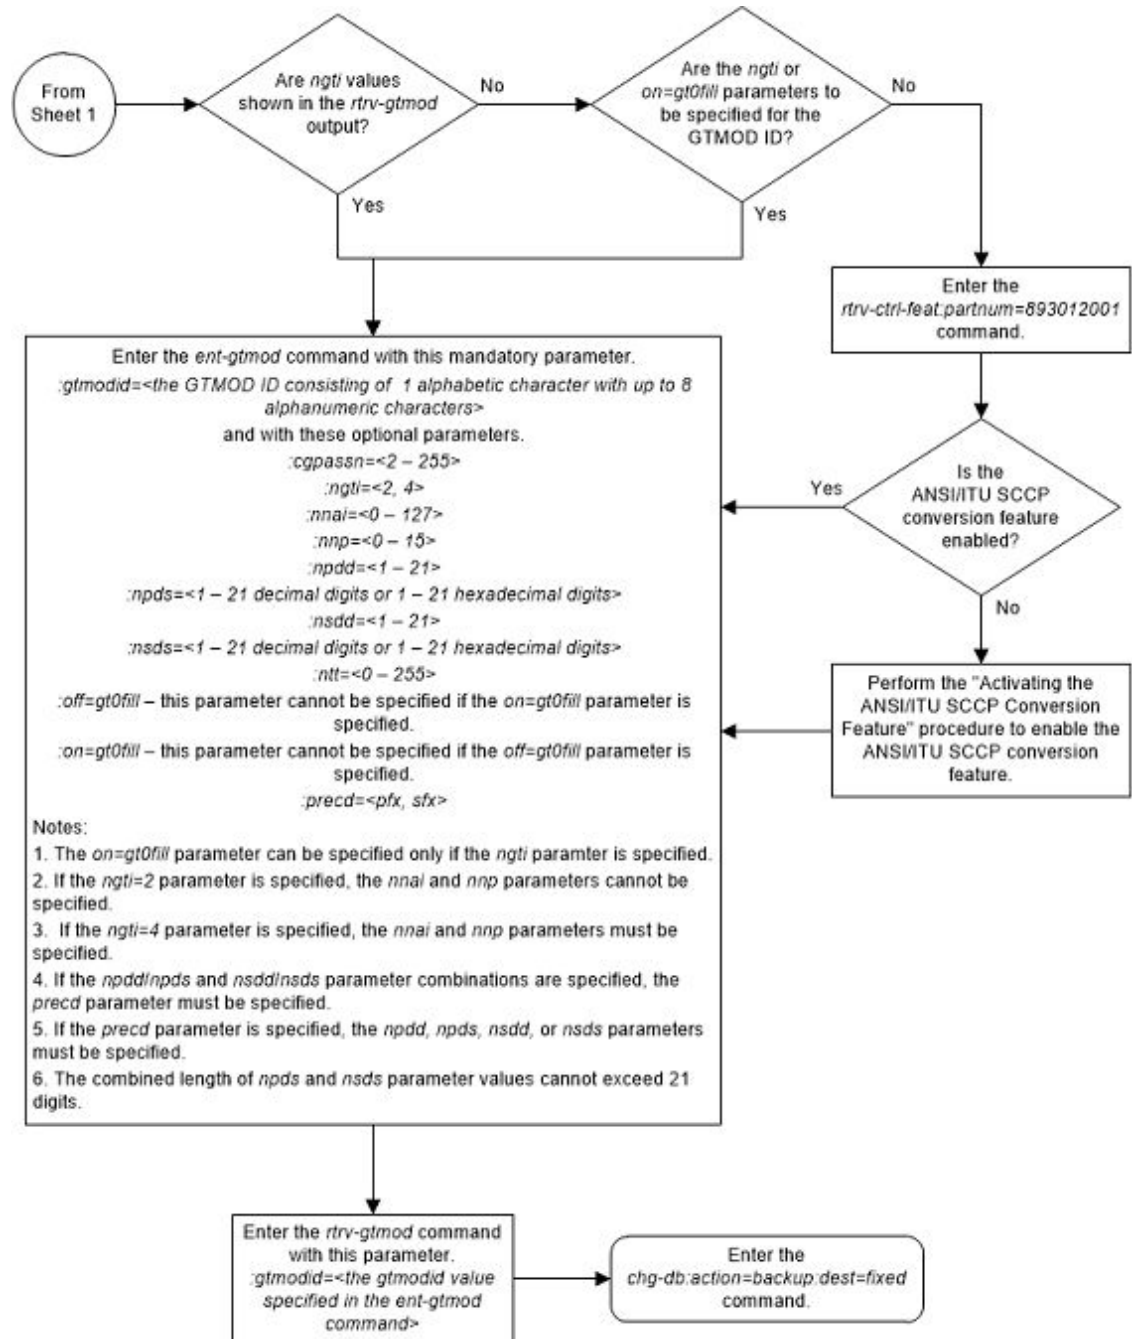 From
Sheet 1
Are ngti values
shown in the rtrv-gtmod
output?
No
Yes
Are the ngti or
on=gt0fill parameters to
be specified for the
GTMOD ID?
No
Yes
Enter the
rtrv-ctrl-feat:partnum=893012001
command.
Is the
ANSI/ITU SCCP
conversion feature
enabled?
Yes
No
Perform the "Activating the
ANSI/ITU SCCP Conversion
Feature" procedure to enable the
ANSI/ITU SCCP conversion
feature.
Enter the ent-gtmod command with this mandatory parameter.
:gtmodid=<the GTMOD ID consisting of 1 alphabetic character with up to 8
alphanumeric characters>
and with these optional parameters.
:cgpassn=<2 – 255>
:ngti=<2, 4>
:nnai=<0 – 127>
:nnp=<0 – 15>
:npdd=<1 – 21>
:npds=<1 – 21 decimal digits or 1 – 21 hexadecimal digits>
:nsdd=<1 – 21>
:nsds=<1 – 21 decimal digits or 1 – 21 hexadecimal digits>
:ntt=<0 – 255>
:off=gt0fill – this parameter cannot be specified if the on=gt0fill parameter is
specified.
:on=gt0fill – this parameter cannot be specified if the off=gt0fill parameter is
specified.
:precd=<pfx, sfx>
Notes:
1. The on=gt0fill parameter can be specified only if the ngti paramter is specified.
2. If the ngti=2 parameter is specified, the nnai and nnp parameters cannot be
specified.
3. If the ngti=4 parameter is specified, the nnai and nnp parameters must be
specified.
4. If the npdd/npds and nsdd/nsds parameter combinations are specified, the
precd parameter must be specified.
5. If the precd parameter is specified, the npdd, npds, nsdd, or nsds parameters
must be specified.
6. The combined length of npds and nsds parameter values cannot exceed 21
digits.
Enter the rtrv-gtmod command
with this parameter.
:gtmodid=<the gtmodid value
specified in the ent-gtmod
command>
Enter the
chg-db:action=backup:dest=fixed
command.